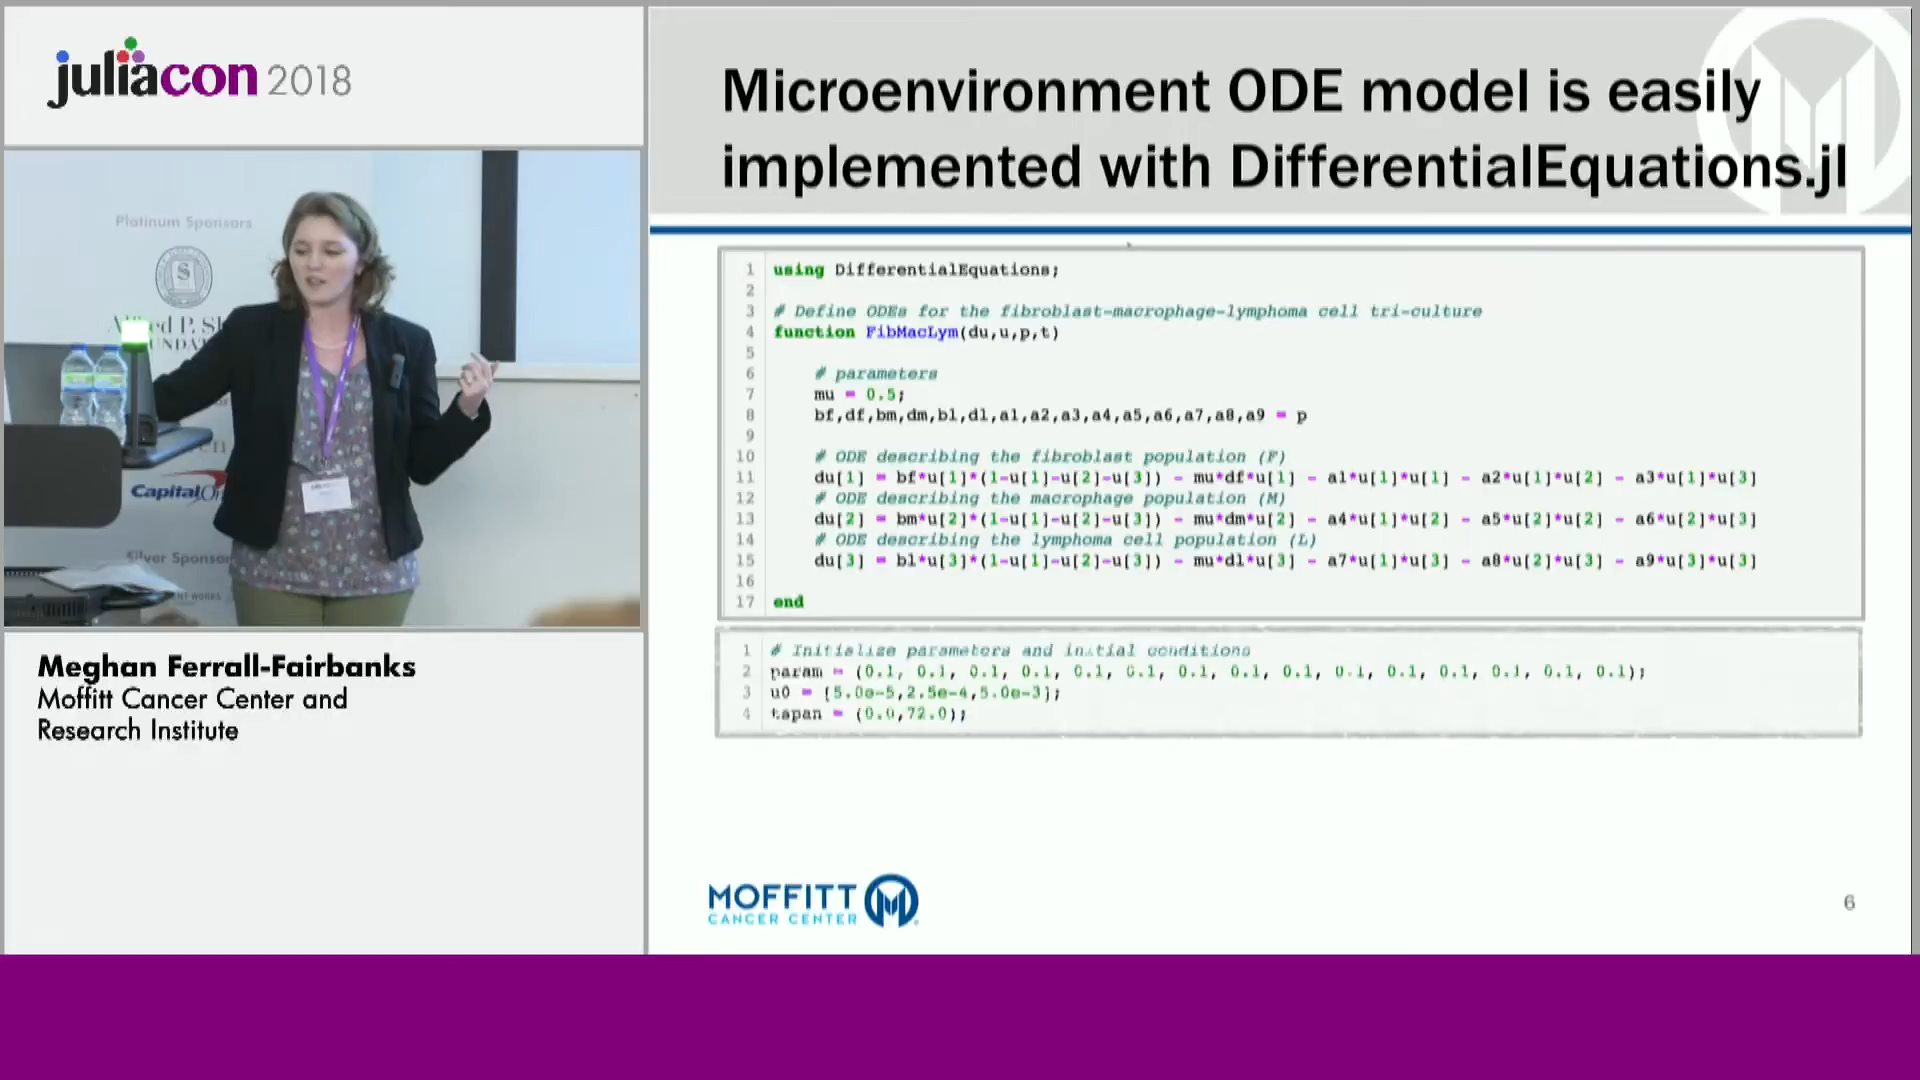 juliacon 2018
Platinum Sponsors
CapitalOn
Silver Sponsor
Meghan Ferrall-Fairbanks
Moffitt Cancer Center and
Research Institute
Microenvironment ODE model is easily
implemented with DifferentialEquations.jl
1 using DifferentialEquations;
2
3 # Define ODEs for the fibroblast-macrophage-lymphoma cell tri-culture
4 function FibMacLym(du,u,p,t)
5
6 # parameters
7 mu = 0.5;
8 bf,df,bm,dm,bl,dl,a1,a2,a3,a4,a5,a6,a7,a8,a9 = p
9
10 # ODE describing the fibroblast population (F)
11 du[1] = bf*u[1]*(1-u[1]-u[2]-u[3]) - mu*df*u[1] - a1*u[1]*u[1] - a2*u[1]*u[2] - a3*u[1]*u[3]
12 # ODE describing the macrophage population (M)
13 du[2] = bm*u[2]*(1-u[1]-u[2]-u[3]) - mu*dm*u[2] - a4*u[1]*u[2] - a5*u[2]*u[2] - a6*u[2]*u[3]
14 # ODE describing the lymphoma cell population (L)
15 du[3] = bl*u[3]*(1-u[1]-u[2]-u[3]) - mu*dl*u[3] - a7*u[1]*u[3] - a8*u[2]*u[3] - a9*u[3]*u[3]
16
17 end
1 # Initialize parameters and initial conditions
2 param = (0.1, 0.1, 0.1, 0.1, 0.1, 0.1, 0.1, 0.1, 0.1, 0.1, 0.1, 0.1, 0.1, 0.1, 0.1);
3 u0 = [5.0e-5,2.5e-4,5.0e-3];
4 tspan = (0.0,72.0);
MOFFITT
CANCER CENTER
6